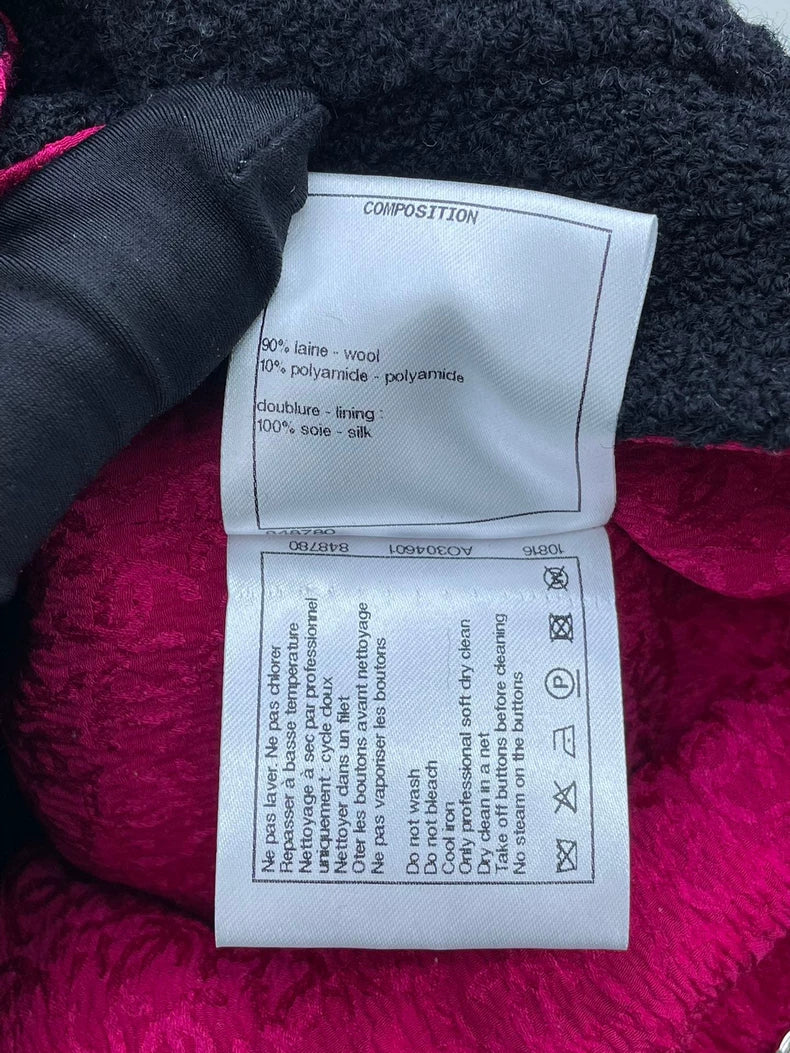 COMPOSITION
90% laine - wool
10% polyamide - polyamide
doublure - lining :
100% soie - silk
848780
848780 AO304601 10816
Ne pas laver. Ne pas chlorer
Repasser à basse temperature
Nettoyage à sec par professionnel
uniquement : cycle doux
Nettoyer dans un filet
Oter les boutons avant nettoyage
Ne pas vaporiser les boutons
Do not wash
Do not bleach
Cool iron
Only professional soft dry clean
Dry clean in a net
Take off buttons before cleaning
No steam on the buttons
P
W